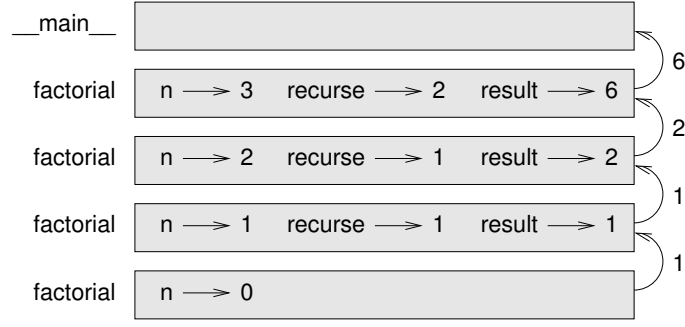 __main__
6
factorial n 3 recurse 2 result 6
2
factorial n 2 recurse 1 result 2
1
factorial n 1 recurse 1 result 1
1
factorial n 0